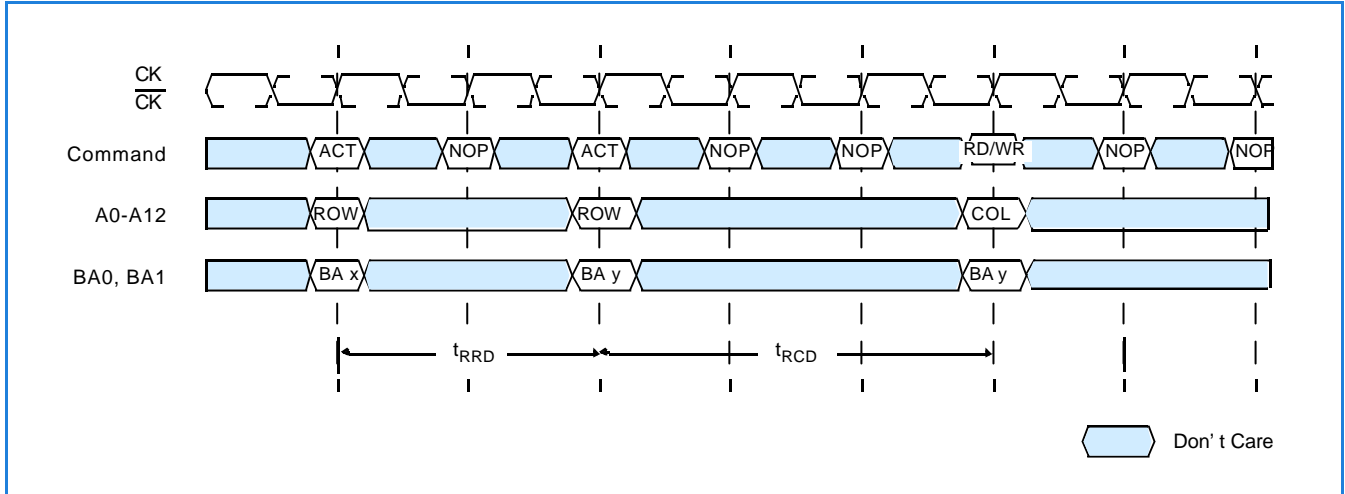 CK
CK
Command ACT NOP ACT NOP NOP RD/WR NOP NOP
A0-A12 ROW ROW COL
BA0, BA1 BA x BA y BA y
tRRD tRCD
Don' t Care